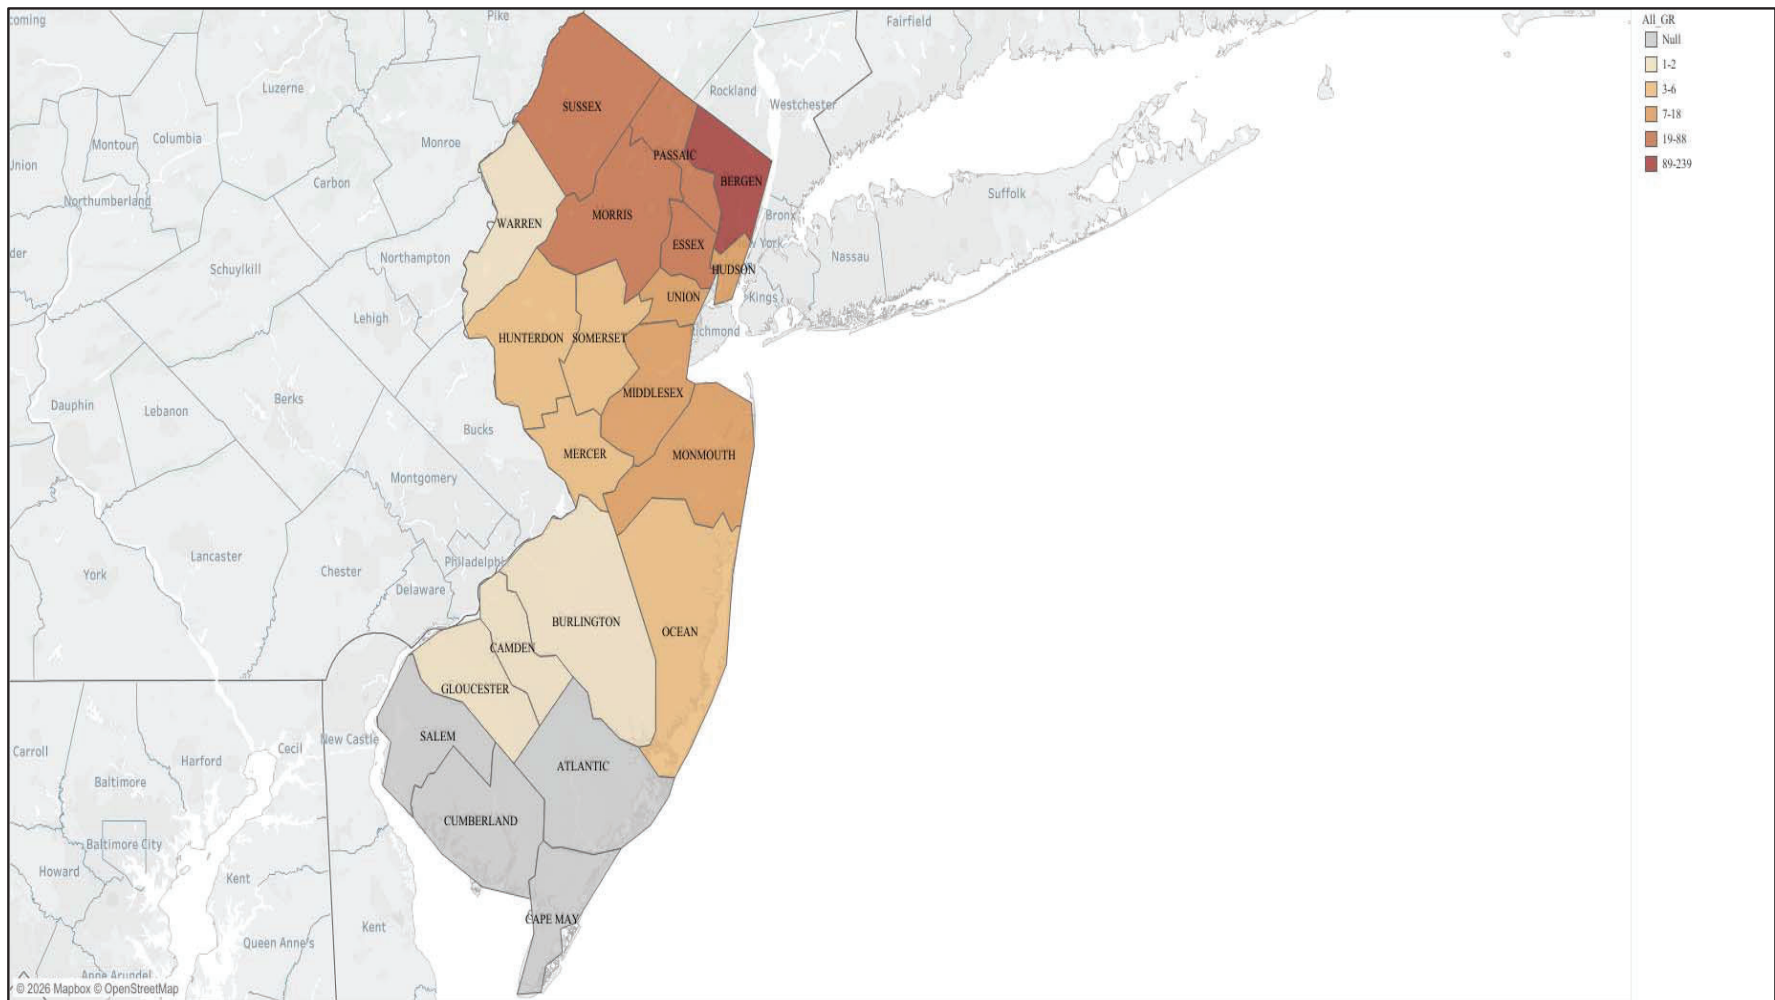 coming
Pike
Fairfield
All_GR
Null
1-2
3-6
7-18
19-88
89-239
Luzerne
Rockland
Westchester
SUSSEX
Columbia
Montour
Monroe
Union
PASSAIC
Carbon
BERGEN
Suffolk
Northumberland
MORRIS
Bronx
WARREN
ESSEX
der
Northampton
Nassau
Schuylkill
HUDSON
UNION
Kings
Lehigh
HUNTERDON
SOMERSET
MIDDLESEX
Dauphin
Lebanon
Berks
Bucks
MERCER
MONMOUTH
Montgomery
Lancaster
York
Chester
Philadelphi
Delaware
BURLINGTON
OCEAN
CAMDEN
GLOUCESTER
SALEM
New Castle
Cecil
Carroll
Harford
ATLANTIC
Baltimore
CUMBERLAND
Baltimore City
Howard
Kent
CAPE MAY
Kent
Queen Anne's
Anne Arundel
© 2026 Mapbox © OpenStreetMap